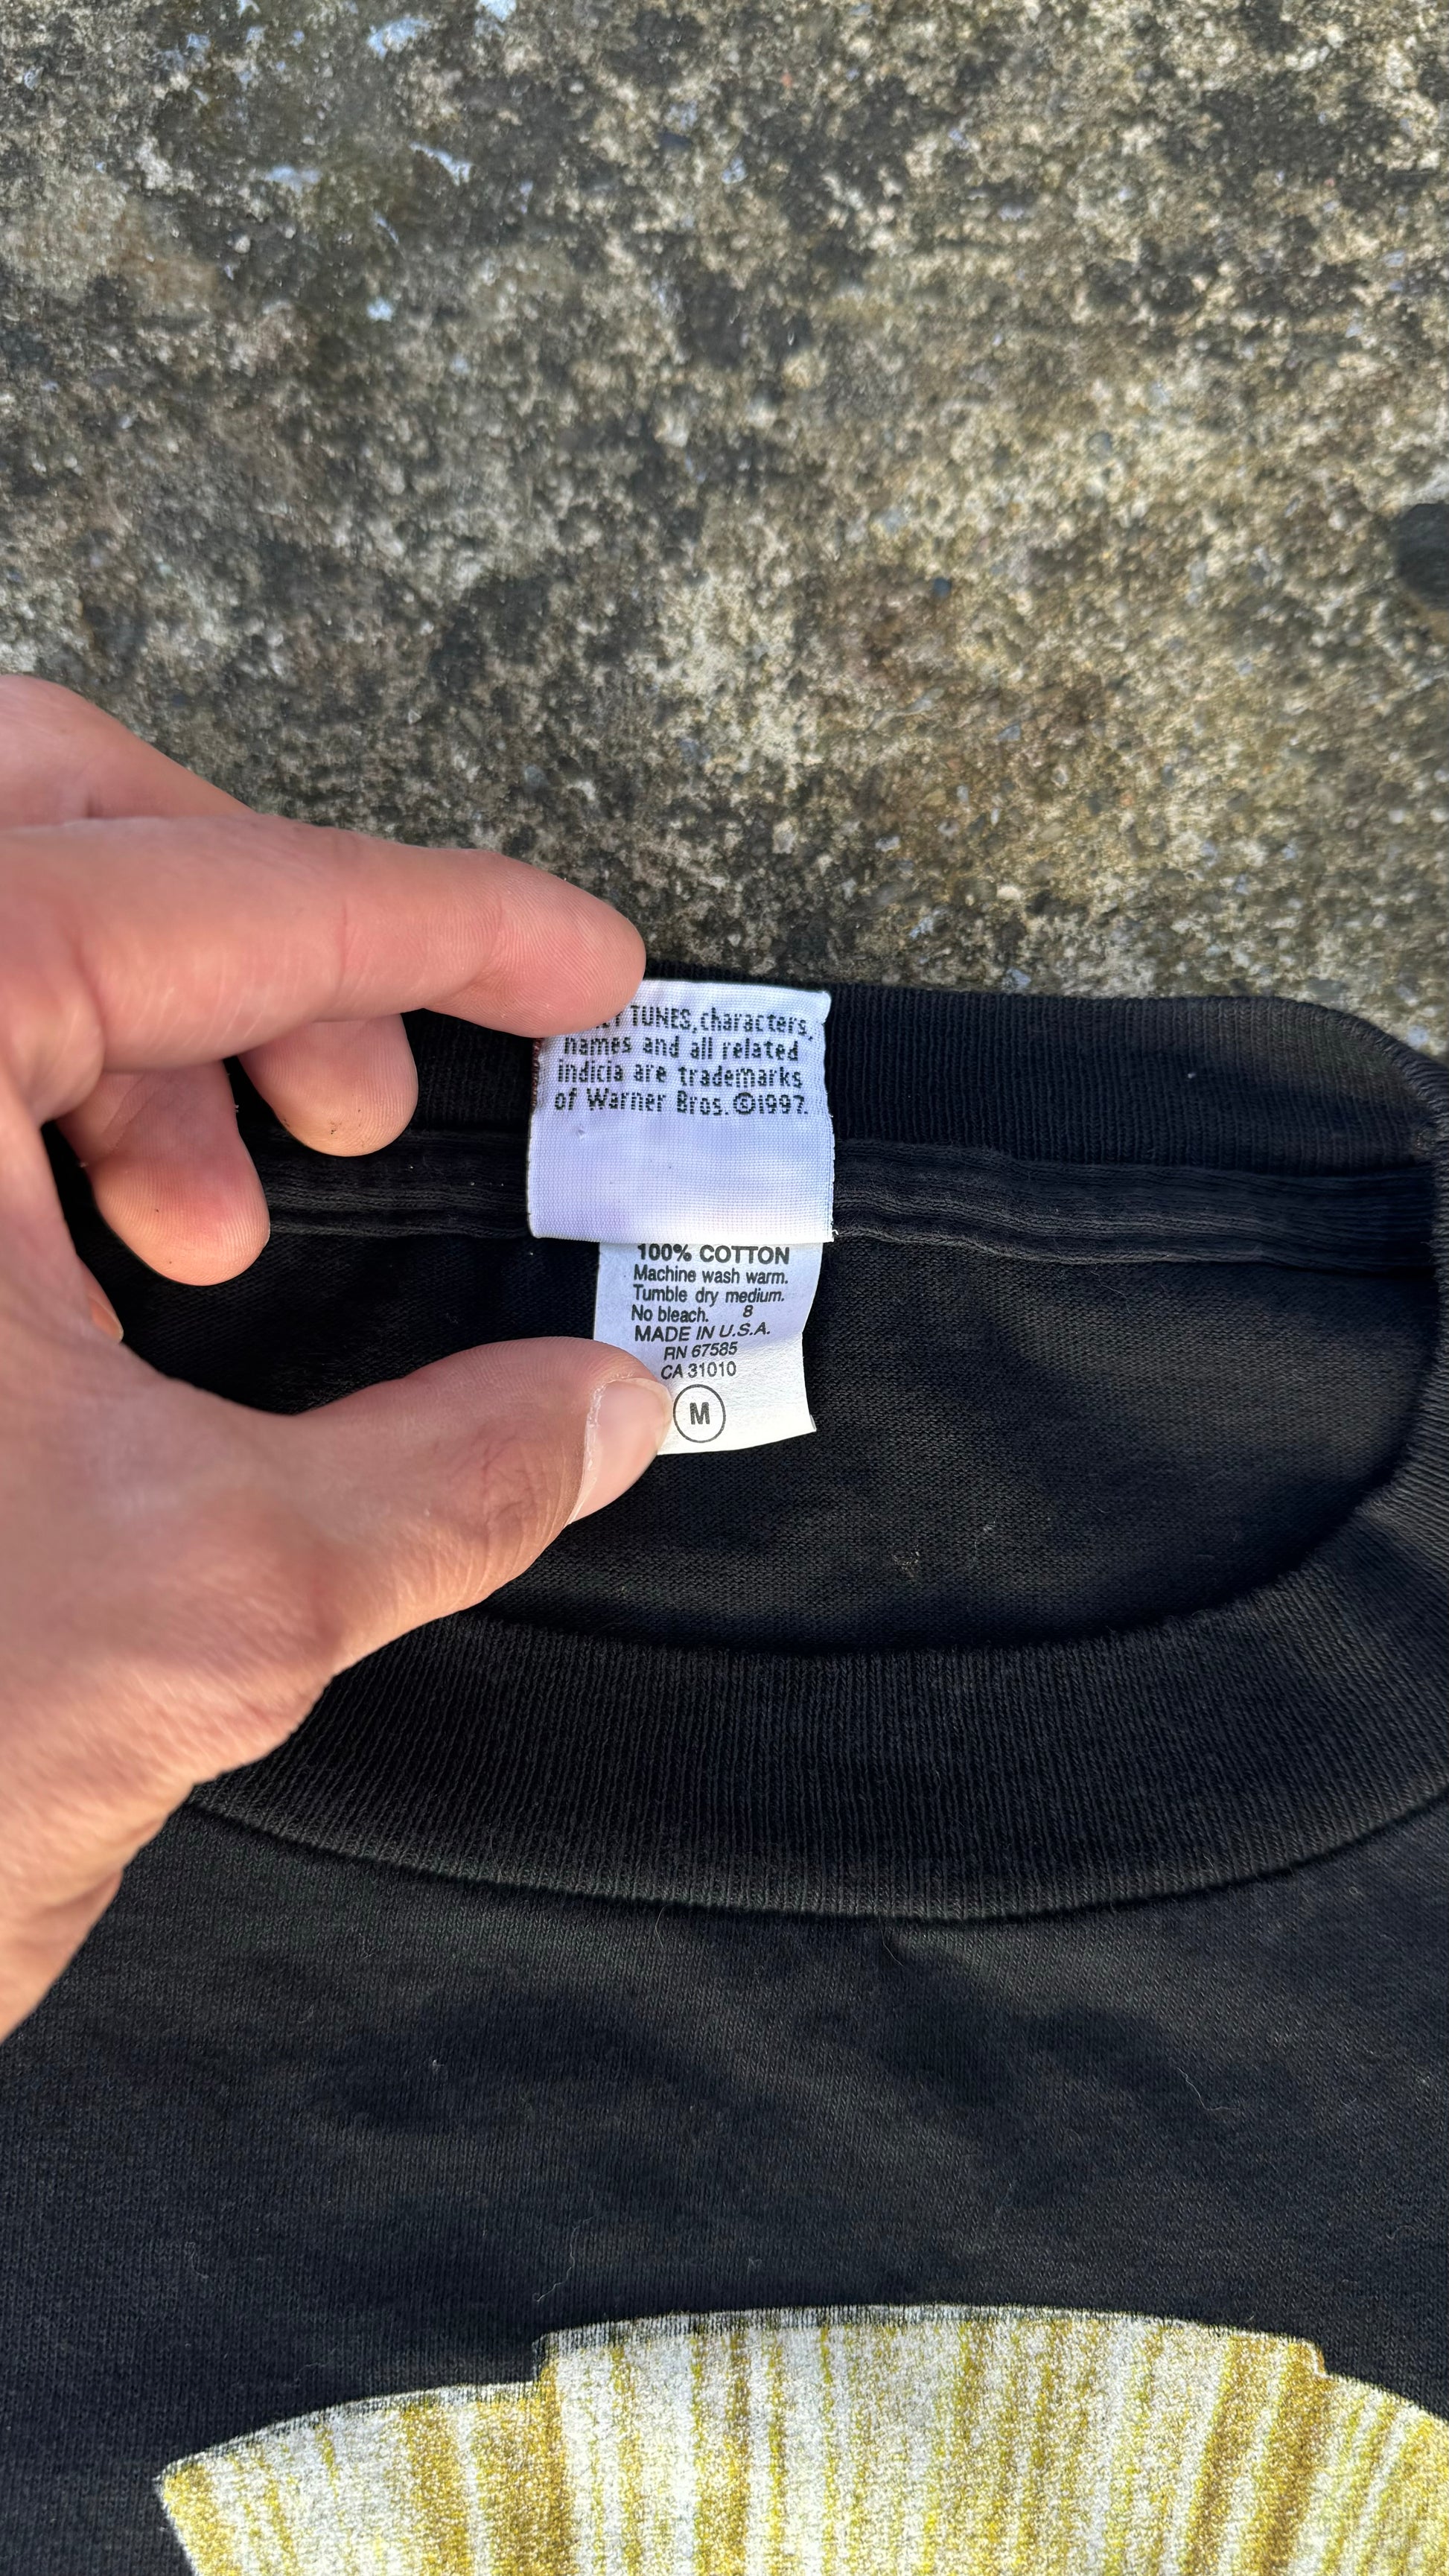 TUNES, characters,
names and all related
indicia are trademarks
of Warner Bros. ©1997.
100% COTTON
Machine wash warm.
Tumble dry medium.
No bleach. 8
MADE IN U.S.A.
RN 67585
CA 31010
M